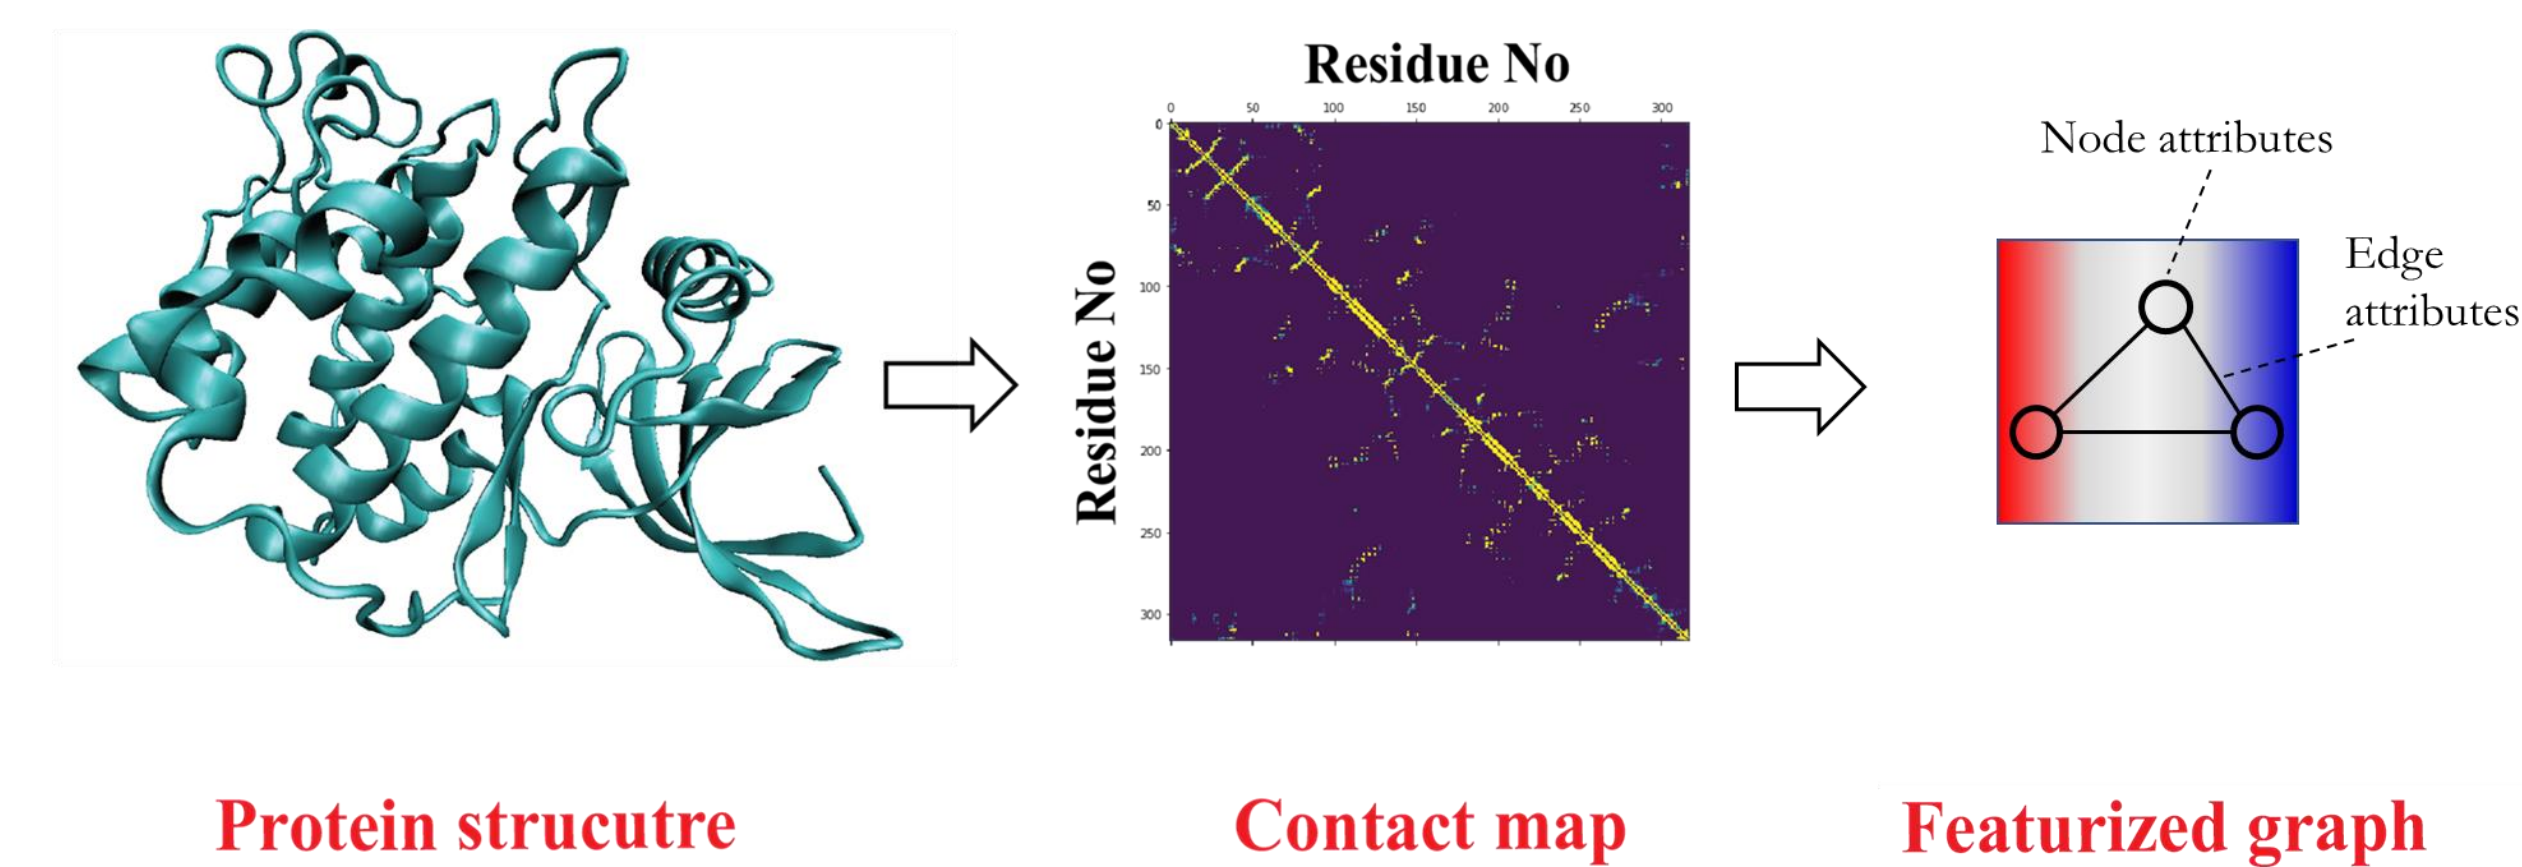 Residue No
0 50 100 150 200 250 300
0
50
100
150
200
250
300
Residue No
Node attributes
Edge
attributes
Protein strucutre
Contact map
Featurized graph